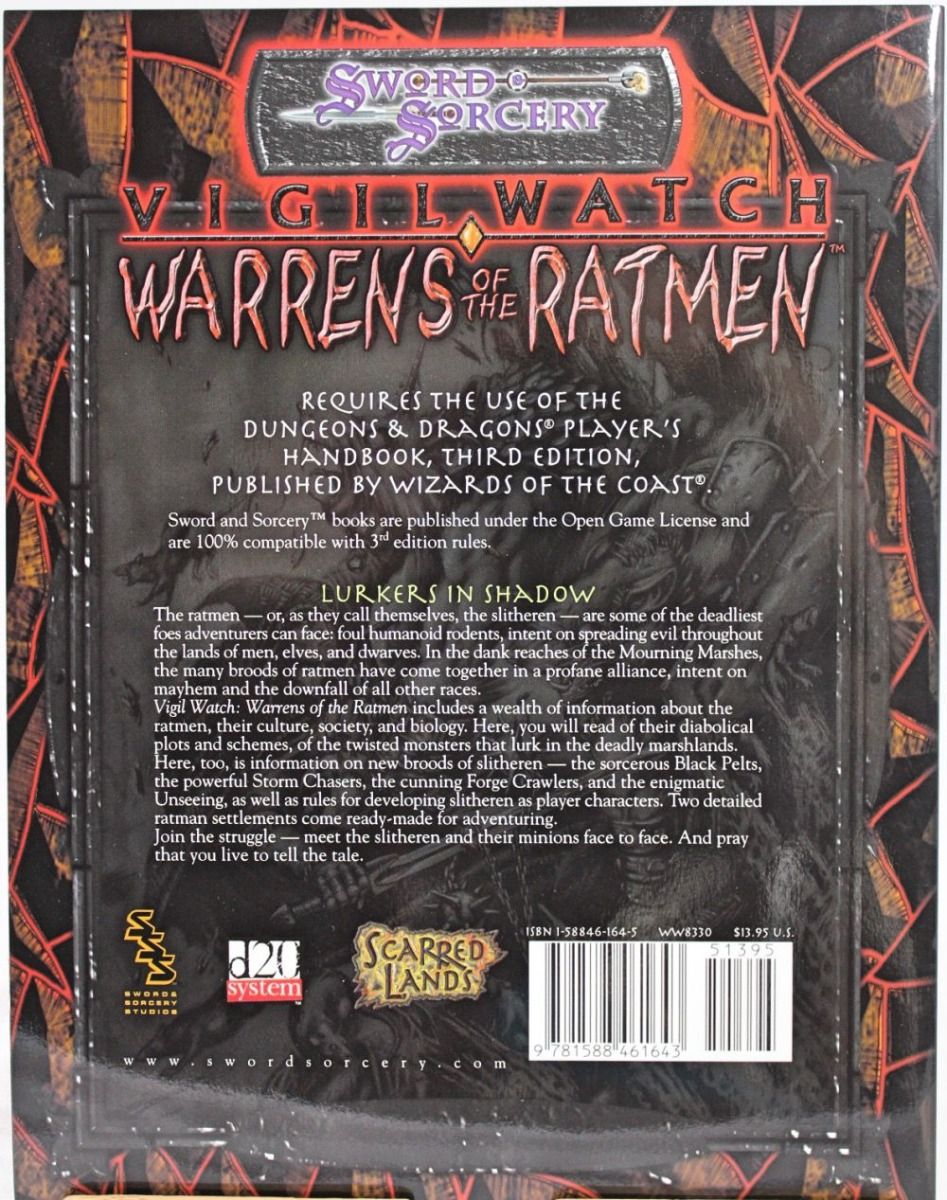 SWORD & SORCERY
VIGIL WATCH
WARRENS OF THE RATMEN™
REQUIRES THE USE OF THE
DUNGEONS & DRAGONS® PLAYER'S
HANDBOOK, THIRD EDITION,
PUBLISHED BY WIZARDS OF THE COAST®.
Sword and Sorcery™ books are published under the Open Game License and
are 100% compatible with 3rd edition rules.
LURKERS IN SHADOW
The ratmen — or, as they call themselves, the slitheren — are some of the deadliest
foes adventurers can face: foul humanoid rodents, intent on spreading evil throughout
the lands of men, elves, and dwarves. In the dank reaches of the Mourning Marshes,
the many broods of ratmen have come together in a profane alliance, intent on
mayhem and the downfall of all other races.
Vigil Watch: Warrens of the Ratmen includes a wealth of information about the
ratmen, their culture, society, and biology. Here, you will read of their diabolical
plots and schemes, of the twisted monsters that lurk in the deadly marshlands.
Here, too, is information on new broods of slitheren — the sorcerous Black Pelts,
the powerful Storm Chasers, the cunning Forge Crawlers, and the enigmatic
Unseeing, as well as rules for developing slitheren as player characters. Two detailed
ratman settlements come ready-made for adventuring.
Join the struggle — meet the slitheren and their minions face to face. And pray
that you live to tell the tale.
SSS
SWORD &
SORCERY
STUDIOS
d20
system™
SCARRED
LANDS
ISBN 1-58846-164-5 WW8330 $13.95 U.S.
51395
9 781588 461643
www.swordsorcery.com